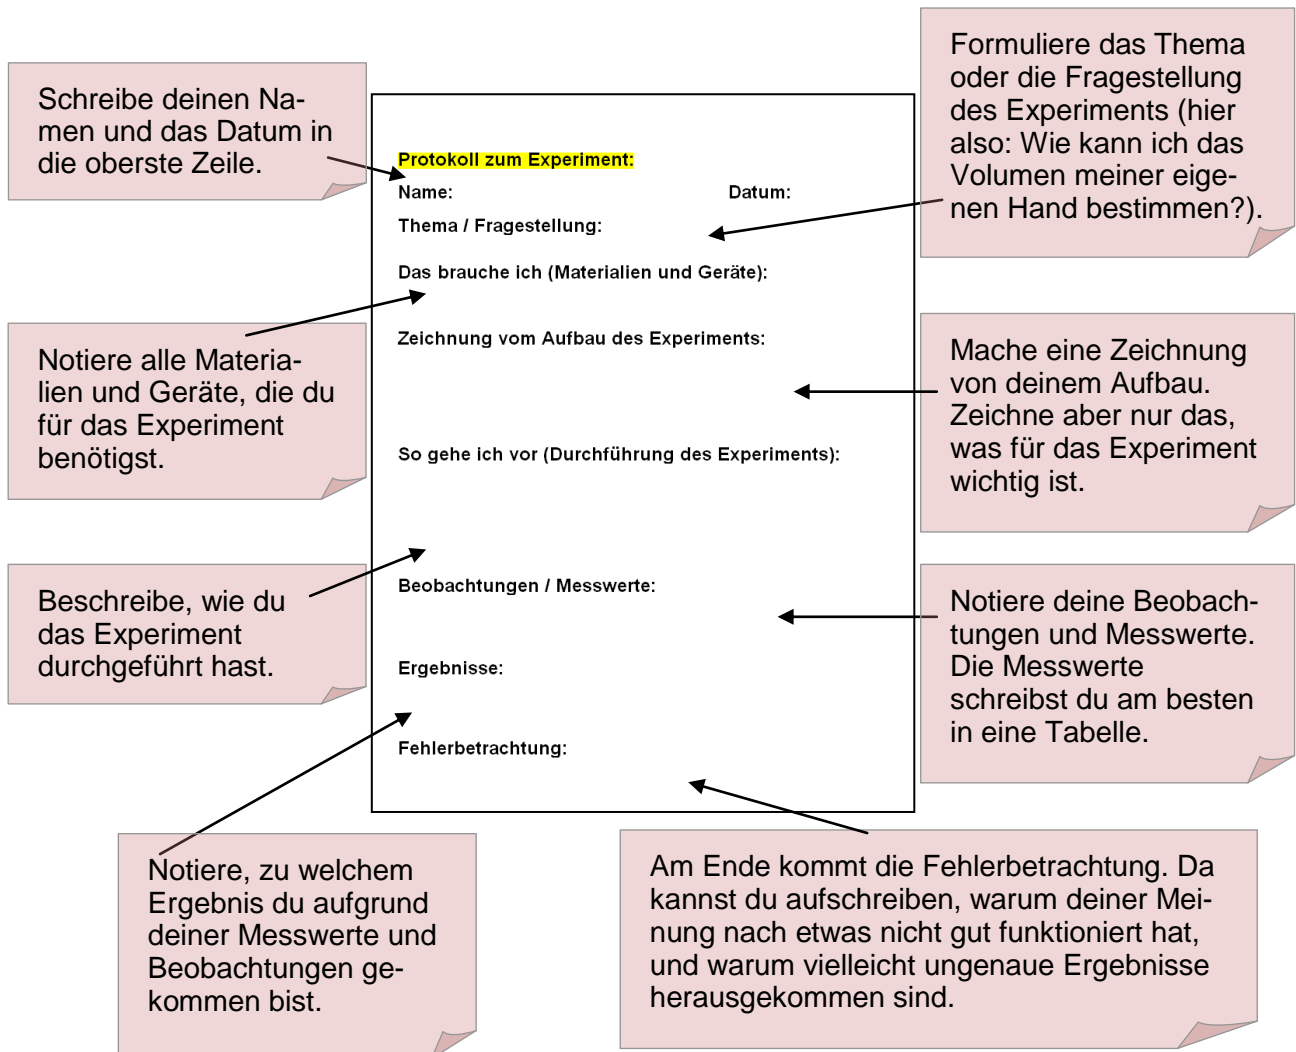 Schreibe deinen Na-
men und das Datum in
die oberste Zeile.
Formuliere das Thema
oder die Fragestellung
des Experiments (hier
also: Wie kann ich das
Volumen meiner eige-
nen Hand bestimmen?).
Protokoll zum Experiment:
Name: Datum:
Thema / Fragestellung:
Das brauche ich (Materialien und Geräte):
Zeichnung vom Aufbau des Experiments:
So gehe ich vor (Durchführung des Experiments):
Beobachtungen / Messwerte:
Ergebnisse:
Fehlerbetrachtung:
Notiere alle Materia-
lien und Geräte, die du
für das Experiment
benötigst.
Mache eine Zeichnung
von deinem Aufbau.
Zeichne aber nur das,
was für das Experiment
wichtig ist.
Beschreibe, wie du
das Experiment
durchgeführt hast.
Notiere deine Beobach-
tungen und Messwerte.
Die Messwerte
schreibst du am besten
in eine Tabelle.
Notiere, zu welchem
Ergebnis du aufgrund
deiner Messwerte und
Beobachtungen ge-
kommen bist.
Am Ende kommt die Fehlerbetrachtung. Da
kannst du aufschreiben, warum deiner Mei-
nung nach etwas nicht gut funktioniert hat,
und warum vielleicht ungenaue Ergebnisse
herausgekommen sind.